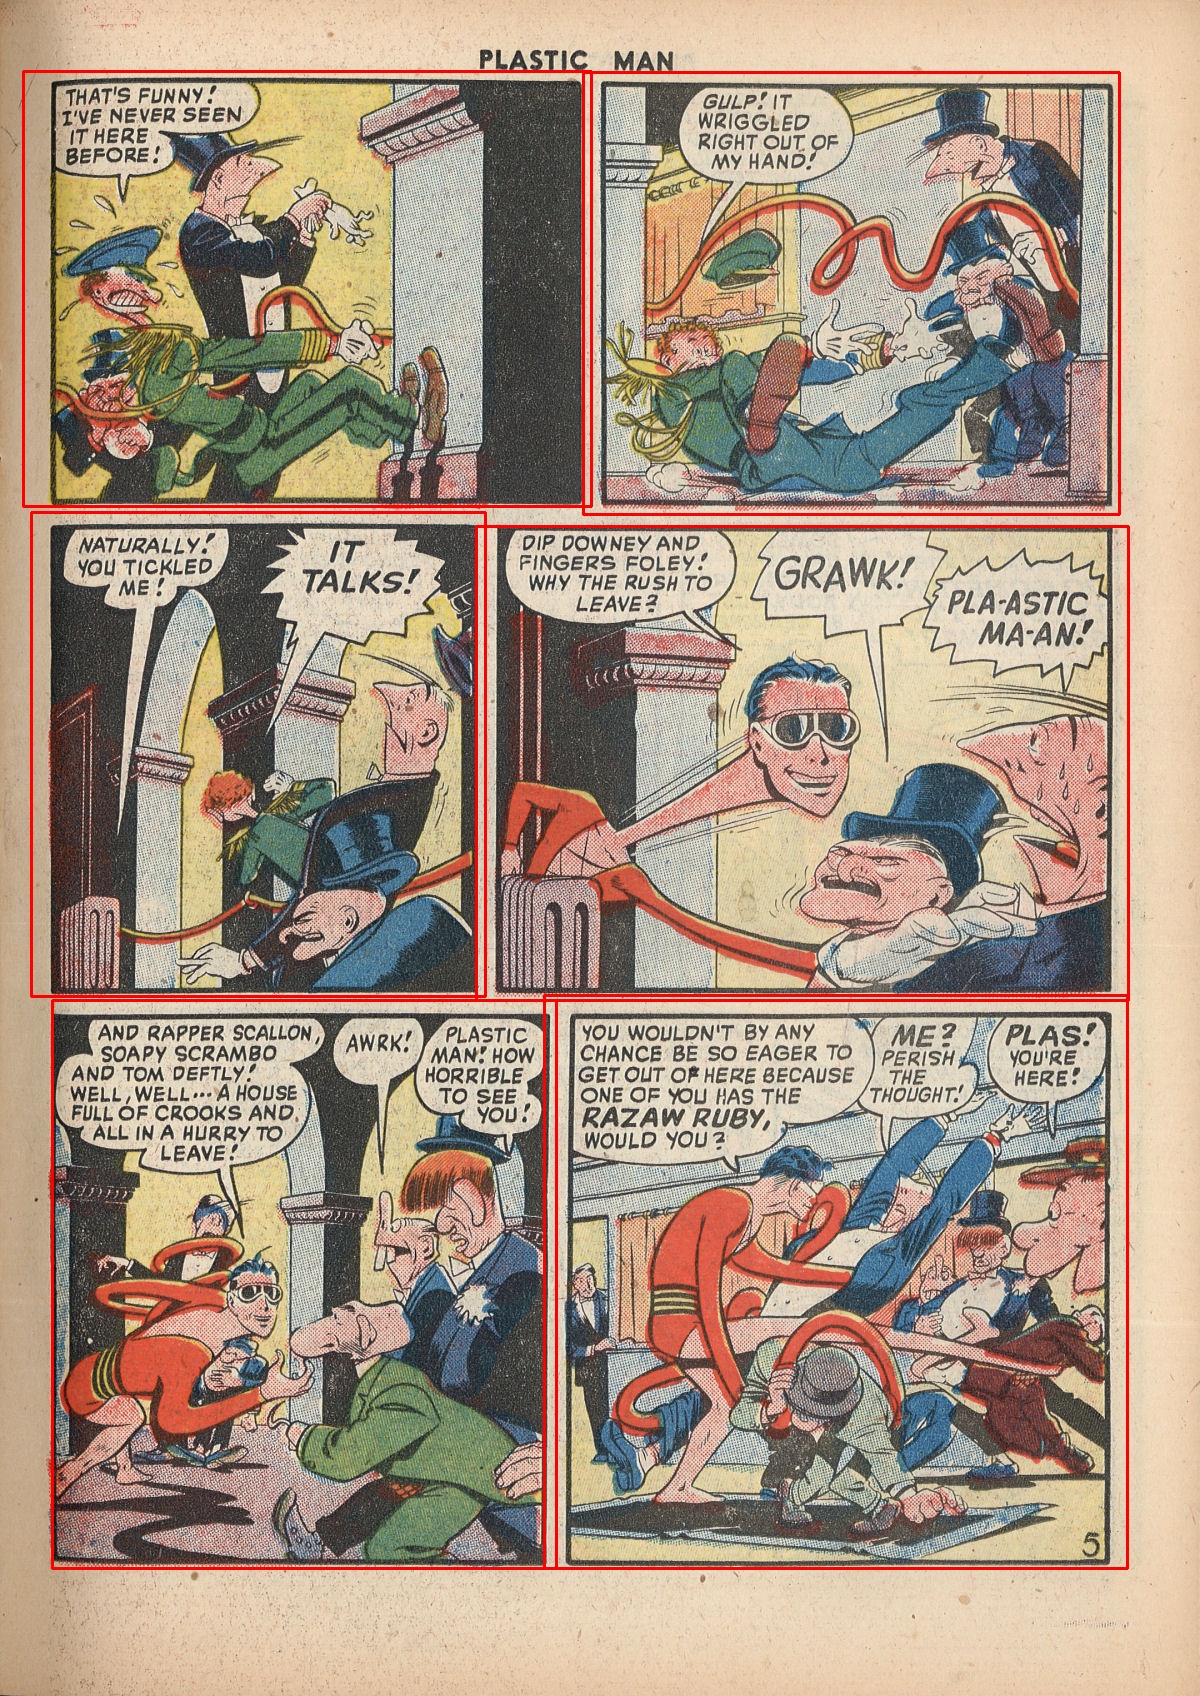 PLASTIC MAN
THAT'S FUNNY!
I'VE NEVER SEEN
IT HERE
BEFORE!
GULP! IT
WRIGGLED
RIGHT OUT OF
MY HAND!
NATURALLY!
YOU TICKLED
ME!
IT
TALKS!
DIP DOWNEY AND
FINGERS FOLEY!
WHY THE RUSH TO
LEAVE?
GRAWK!
PLA-ASTIC
MA-AN!
AND RAPPER SCALLON,
SOAPY SCRAMBO
AND TOM DEFTLY!
WELL, WELL... A HOUSE
FULL OF CROOKS AND
ALL IN A HURRY TO
LEAVE!
AWRK!
PLASTIC
MAN! HOW
HORRIBLE
TO SEE
YOU!
YOU WOULDN'T BY ANY
CHANCE BE SO EAGER TO
GET OUT OF HERE BECAUSE
ONE OF YOU HAS THE
RAZAW RUBY,
WOULD YOU?
ME?
PERISH
THE
THOUGHT!
PLAS!
YOU'RE
HERE!
5